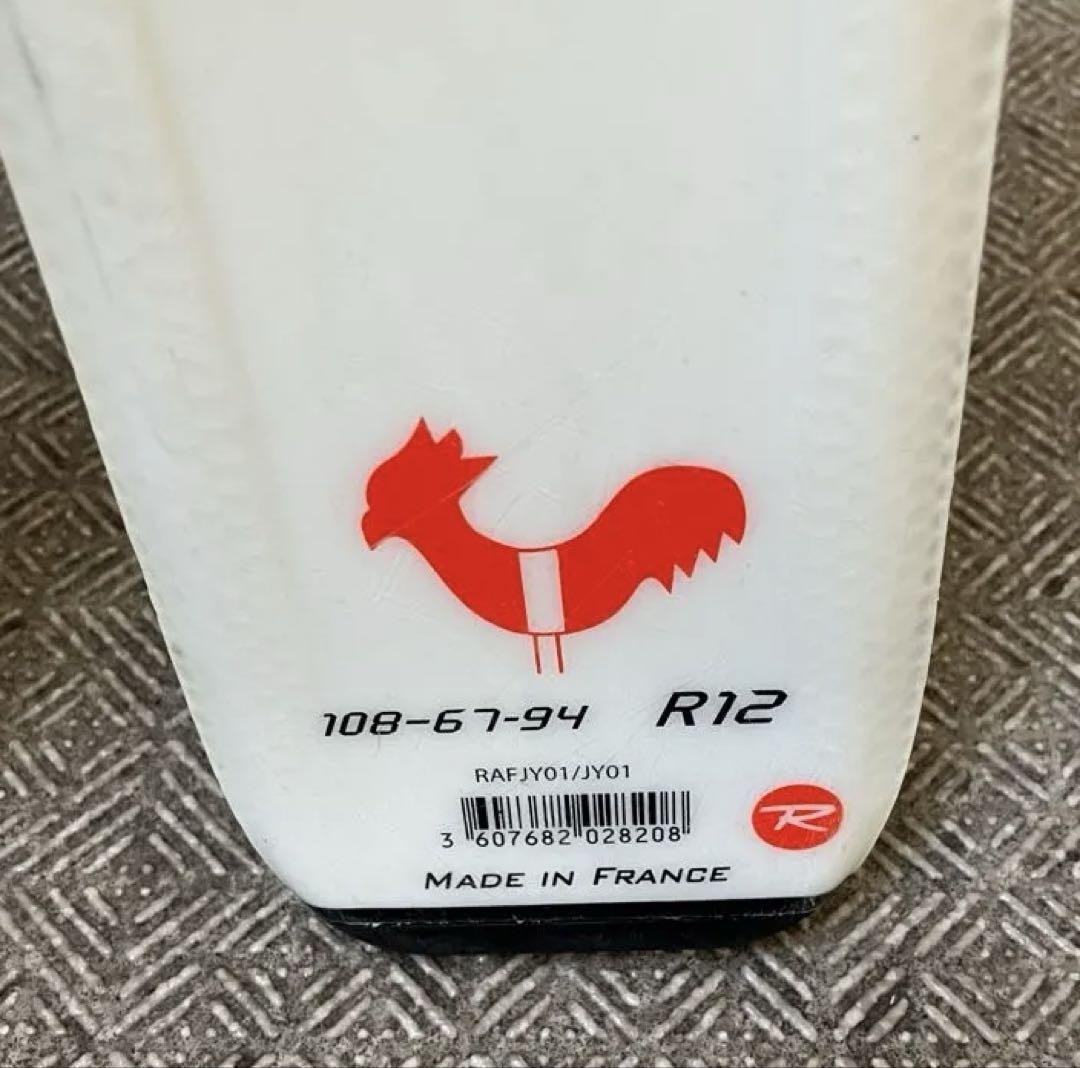 108-67-94 R12
RAFJY01/JY01
3 607682 028208
R
MADE IN FRANCE